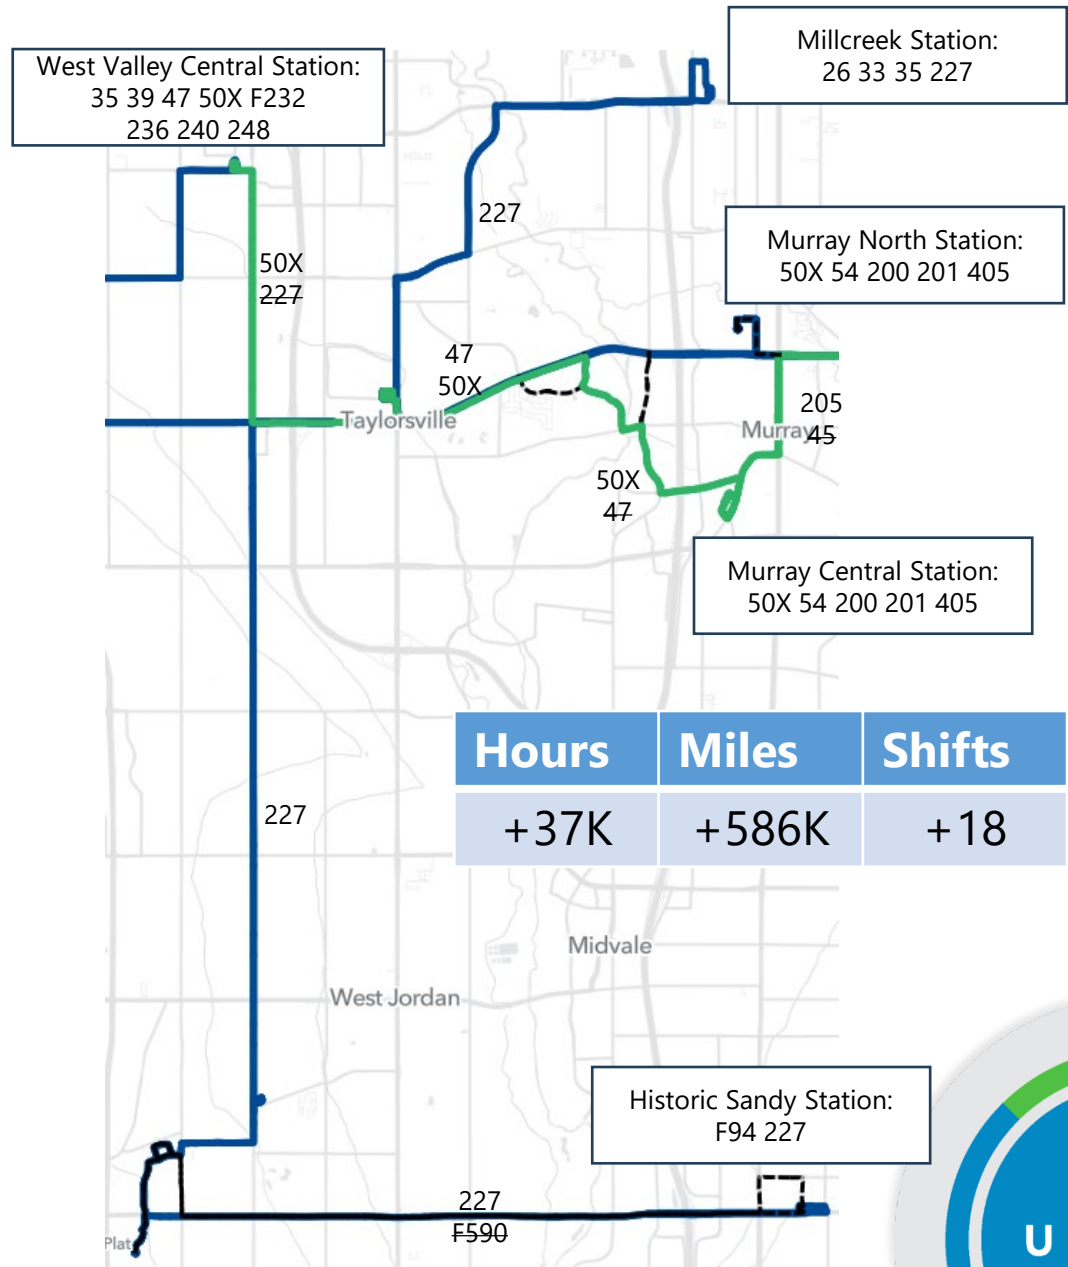 Millcreek Station:
26 33 35 227
West Valley Central Station:
35 39 47 50X F232
236 240 248
227
Murray North Station:
50X 54 200 201 405
50X
227
47
50X
Taylorsville
205
Murray
45
50X
47
Murray Central Station:
50X 54 200 201 405
Hours Miles Shifts
+37K +586K +18
227
Midvale
West Jordan
Historic Sandy Station:
F94 227
227
F590
Plat
U